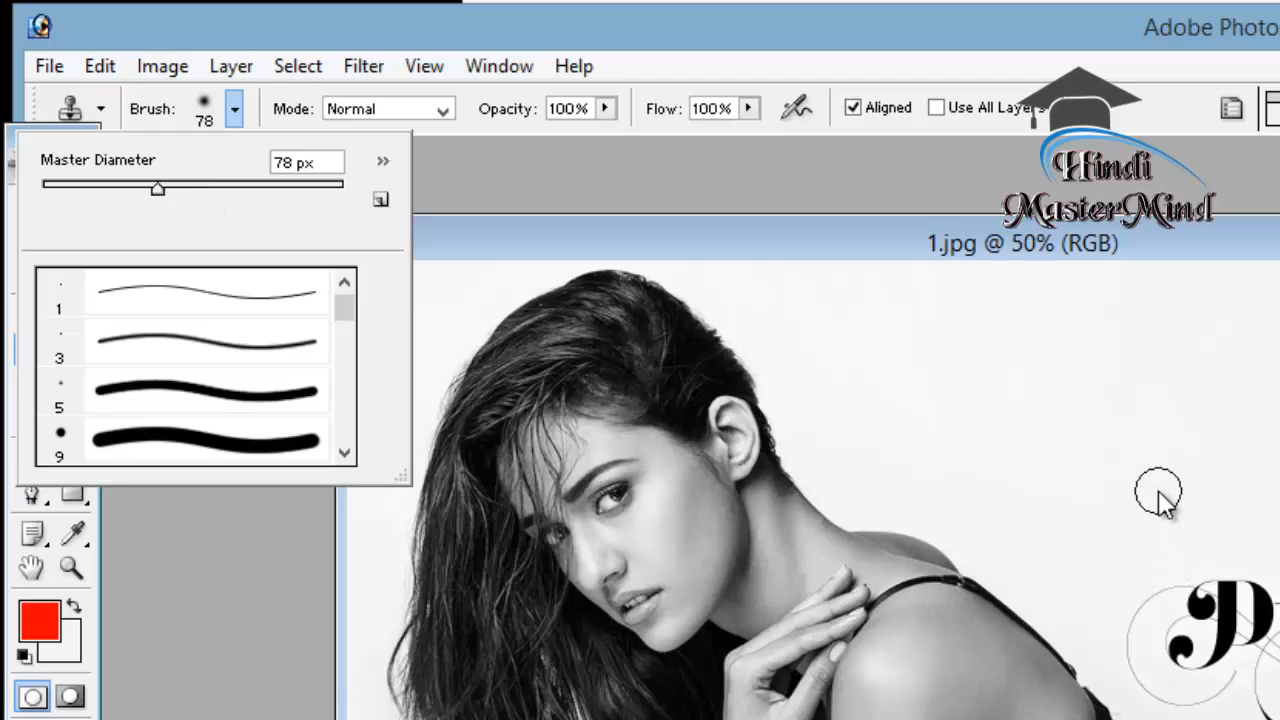 Adobe Photo
File Edit Image Layer Select Filter View Window Help
Brush: 78 Mode: Normal Opacity: 100% Flow: 100% Aligned Use All Layers
Master Diameter 78 px
Hindi
MasterMind
1.jpg @ 50% (RGB)
1
3
5
9
P